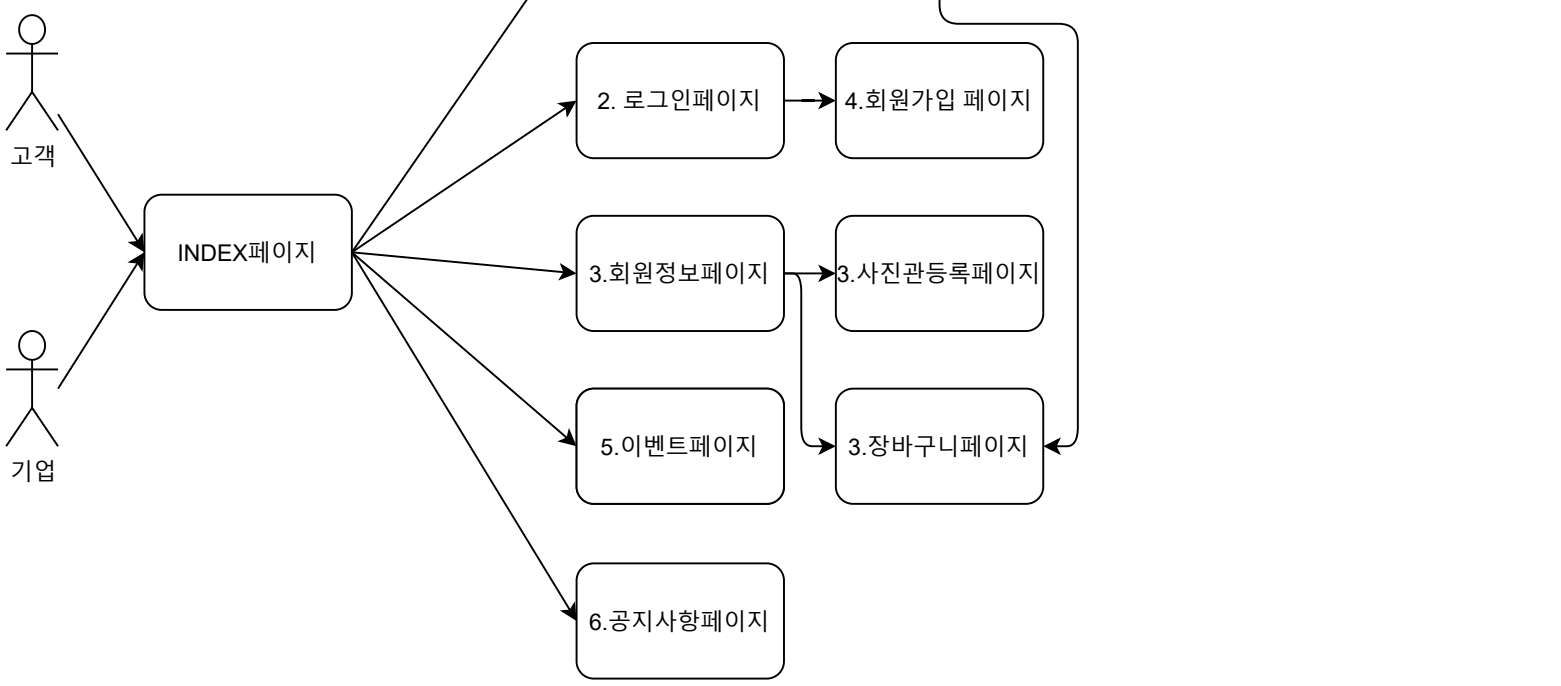 고객
2. 로그인페이지
4.회원가입 페이지
INDEX페이지
3.회원정보페이지
3.사진관등록페이지
기업
5.이벤트페이지
3.장바구니페이지
6.공지사항페이지